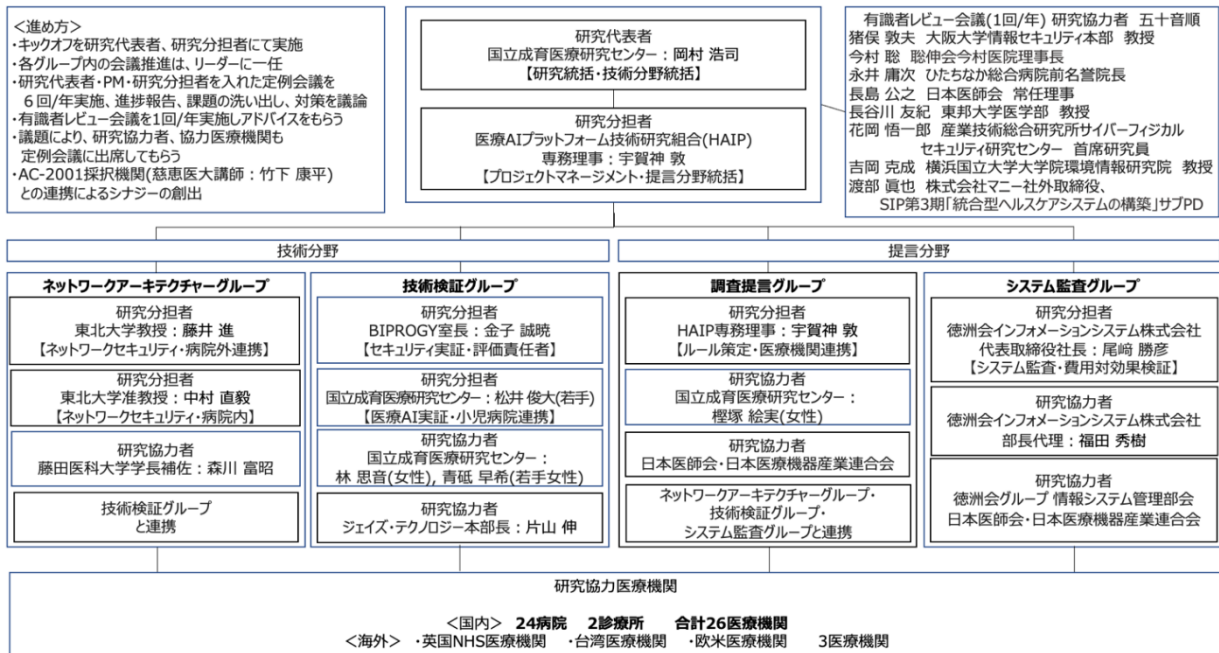 <進め方>
・キックオフを研究代表者、研究分担者にて実施
・各グループ内の会議推進は、リーダーに一任
・研究代表者・PM・研究分担者を入れた定例会議を
６回/年実施、進捗報告、課題の洗い出し、対策を議論
・有識者レビュー会議を1回/年実施しアドバイスをもらう
・議題により、研究協力者、協力医療機関も
定例会議に出席してもらう
・AC-2001採択機関(慈恵医大講師：竹下 康平)
との連携によるシナジーの創出
研究代表者
国立成育医療研究センター：岡村 浩司
【研究統括・技術分野統括】
研究分担者
医療AIプラットフォーム技術研究組合(HAIP)
専務理事：宇賀神 敦
【プロジェクトマネージメント・提言分野統括】
有識者レビュー会議(1回/年) 研究協力者 五十音順
猪俣 敦夫 大阪大学情報セキュリティ本部 教授
今村 聡 聡伸会今村医院理事長
永井 庸次 ひたちなか総合病院前名誉院長
長島 公之 日本医師会 常任理事
長谷川 友紀 東邦大学医学部 教授
花岡 悟一郎 産業技術総合研究所サイバーフィジカル
セキュリティ研究センター 首席研究員
吉岡 克成 横浜国立大学大学院環境情報研究院 教授
渡部 眞也 株式会社マニー社外取締役、
SIP第3期「統合型ヘルスケアシステムの構築」サブPD
技術分野
提言分野
ネットワークアーキテクチャーグループ
研究分担者
東北大学教授：藤井 進
【ネットワークセキュリティ・病院外連携】
研究分担者
東北大学准教授：中村 直毅
【ネットワークセキュリティ・病院内】
研究協力者
藤田医科大学学長補佐：森川 富昭
技術検証グループ
と連携
技術検証グループ
研究分担者
BIPROGY室長：金子 誠暁
【セキュリティ実証・評価責任者】
研究分担者
国立成育医療研究センター：松井 俊大(若手)
【医療AI実証・小児病院連携】
研究協力者
国立成育医療研究センター：
林 思音(女性), 青砥 早希(若手女性)
研究協力者
ジェイズ・テクノロジー本部長：片山 伸
調査提言グループ
研究分担者
HAIP専務理事：宇賀神 敦
【ルール策定・医療機関連携】
研究協力者
国立成育医療研究センター：
樫塚 絵実(女性)
研究協力者
日本医師会・日本医療機器産業連合会
ネットワークアーキテクチャーグループ・
技術検証グループ・
システム監査グループと連携
システム監査グループ
研究分担者
徳洲会インフォメーションシステム株式会社
代表取締役社長：尾﨑 勝彦
【システム監査・費用対効果検証】
研究協力者
徳洲会インフォメーションシステム株式会社
部長代理：福田 秀樹
研究協力者
徳洲会グループ 情報システム管理部会
日本医師会・日本医療機器産業連合会
研究協力医療機関
<国内> 24病院 2診療所 合計26医療機関
<海外> ・英国NHS医療機関 ・台湾医療機関 ・欧米医療機関 3医療機関